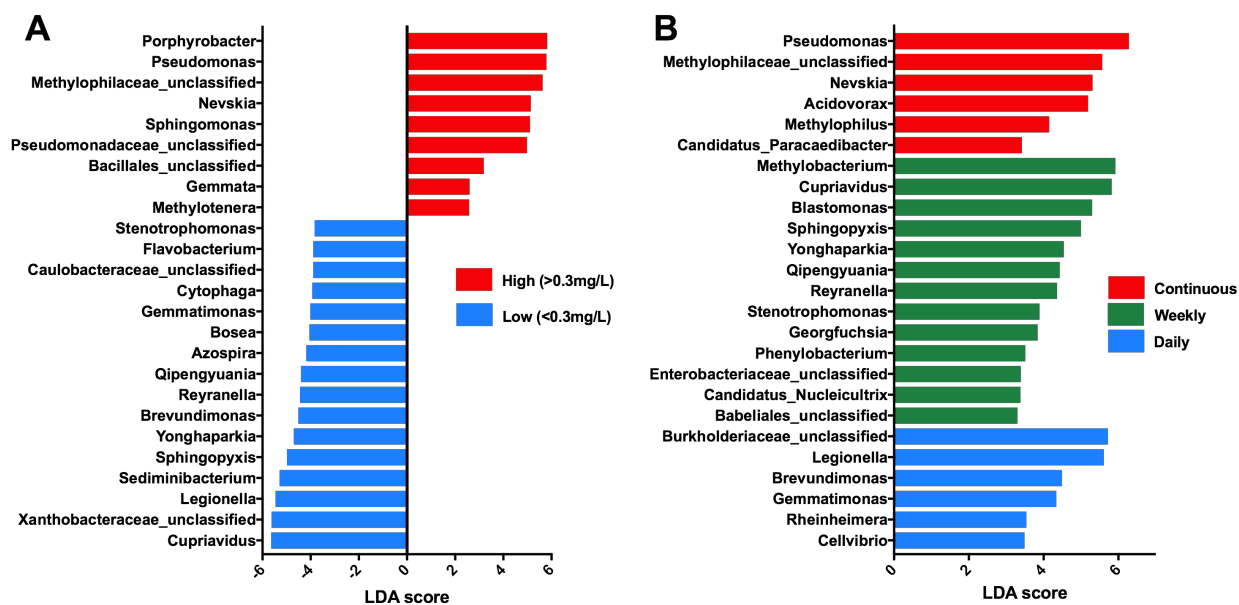 A
Porphyrobacter
Pseudomonas
Methylophilaceae_unclassified
Nevskia
Sphingomonas
Pseudomonadaceae_unclassified
Bacillales_unclassified
Gemmata
Methylotenera
Stenotrophomonas
Flavobacterium
Caulobacteraceae_unclassified
Cytophaga
Gemmatimonas
Bosea
Azospira
Qipengyuania
Reyranella
Brevundimonas
Yonghaparkia
Sphingopyxis
Sediminibacterium
Legionella
Xanthobacteraceae_unclassified
Cupriavidus
High (>0.3mg/L)
Low (<0.3mg/L)
-6 -4 -2 0 2 4 6
LDA score
B
Pseudomonas
Methylophilaceae_unclassified
Nevskia
Acidovorax
Methylophilus
Candidatus_Paracaedibacter
Methylobacterium
Cupriavidus
Blastomonas
Sphingopyxis
Yonghaparkia
Qipengyuania
Reyranella
Stenotrophomonas
Georgfuchsia
Phenylobacterium
Enterobacteriaceae_unclassified
Candidatus_Nucleicultrix
Babeliales_unclassified
Burkholderiaceae_unclassified
Legionella
Brevundimonas
Gemmatimonas
Rheinheimera
Cellvibrio
Continuous
Weekly
Daily
0 2 4 6
LDA score